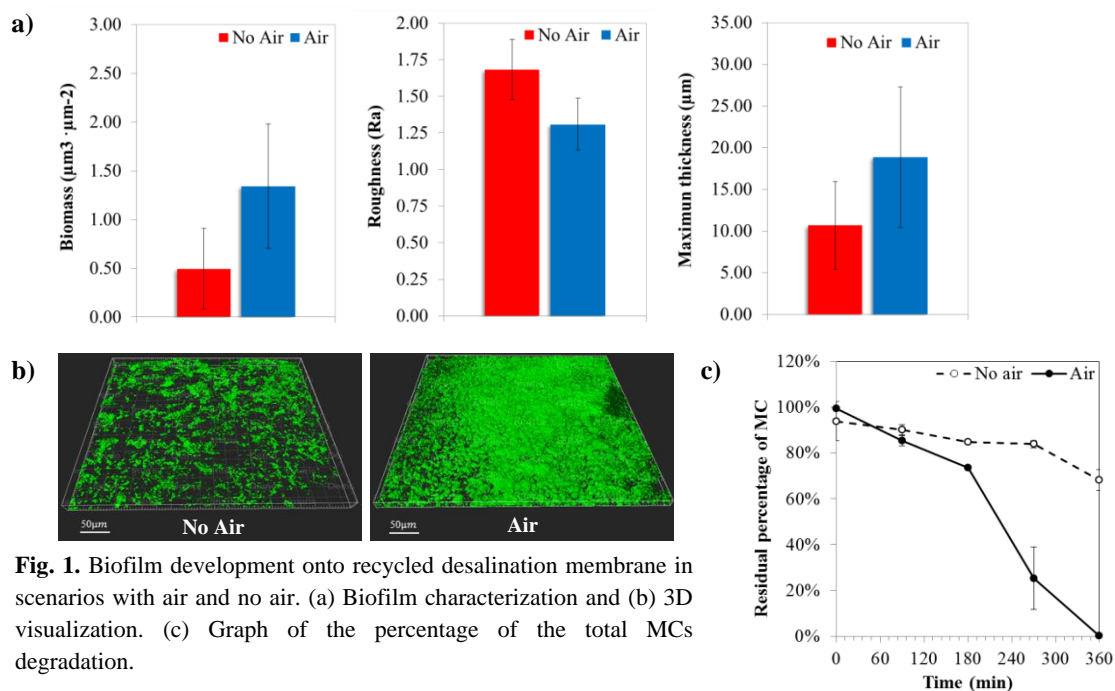 a)
3.00
2.50
2.00
1.50
1.00
0.50
0.00
Biomass (µm3 ·µm-2)
No Air Air
2.00
1.75
1.50
1.25
1.00
0.75
0.50
0.25
0.00
Roughness (Ra)
No Air Air
35.00
30.00
25.00
20.00
15.00
10.00
5.00
0.00
Maximun thickness (µm)
No Air Air
b)
50µm
No Air
50µm
Air
c)
120%
100%
80%
60%
40%
20%
0%
Residual percentage of MC
No air Air
0 60 120 180 240 300 360
Time (min)
Fig. 1. Biofilm development onto recycled desalination membrane in
scenarios with air and no air. (a) Biofilm characterization and (b) 3D
visualization. (c) Graph of the percentage of the total MCs
degradation.